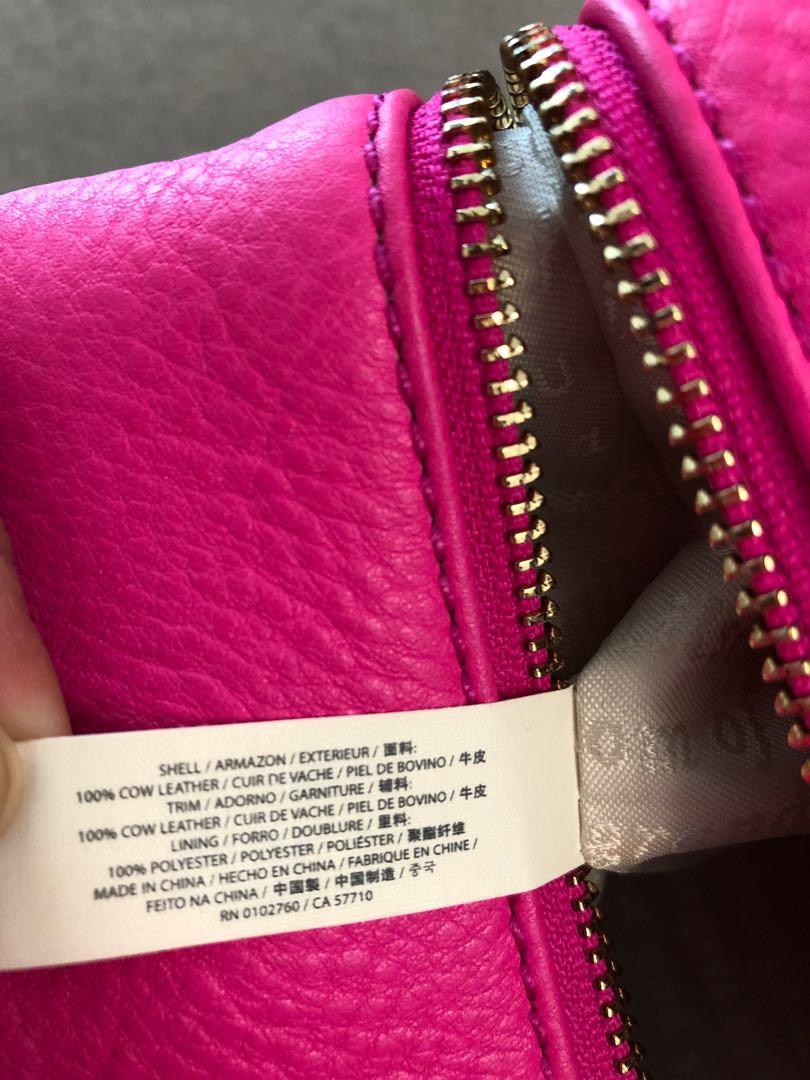 SHELL / ARMAZON / EXTERIEUR / 面料:
100% COW LEATHER / CUIR DE VACHE / PIEL DE BOVINO / 牛皮
TRIM / ADORNO / GARNITURE / 辅料:
100% COW LEATHER / CUIR DE VACHE / PIEL DE BOVINO / 牛皮
LINING / FORRO / DOUBLURE / 里料:
100% POLYESTER / POLYESTER / POLIÉSTER / 聚酯纤维
MADE IN CHINA / HECHO EN CHINA / FABRIQUE EN CHINE /
FEITO NA CHINA / 中國製 / 中国制造 / 중국
RN 0102760 / CA 57710